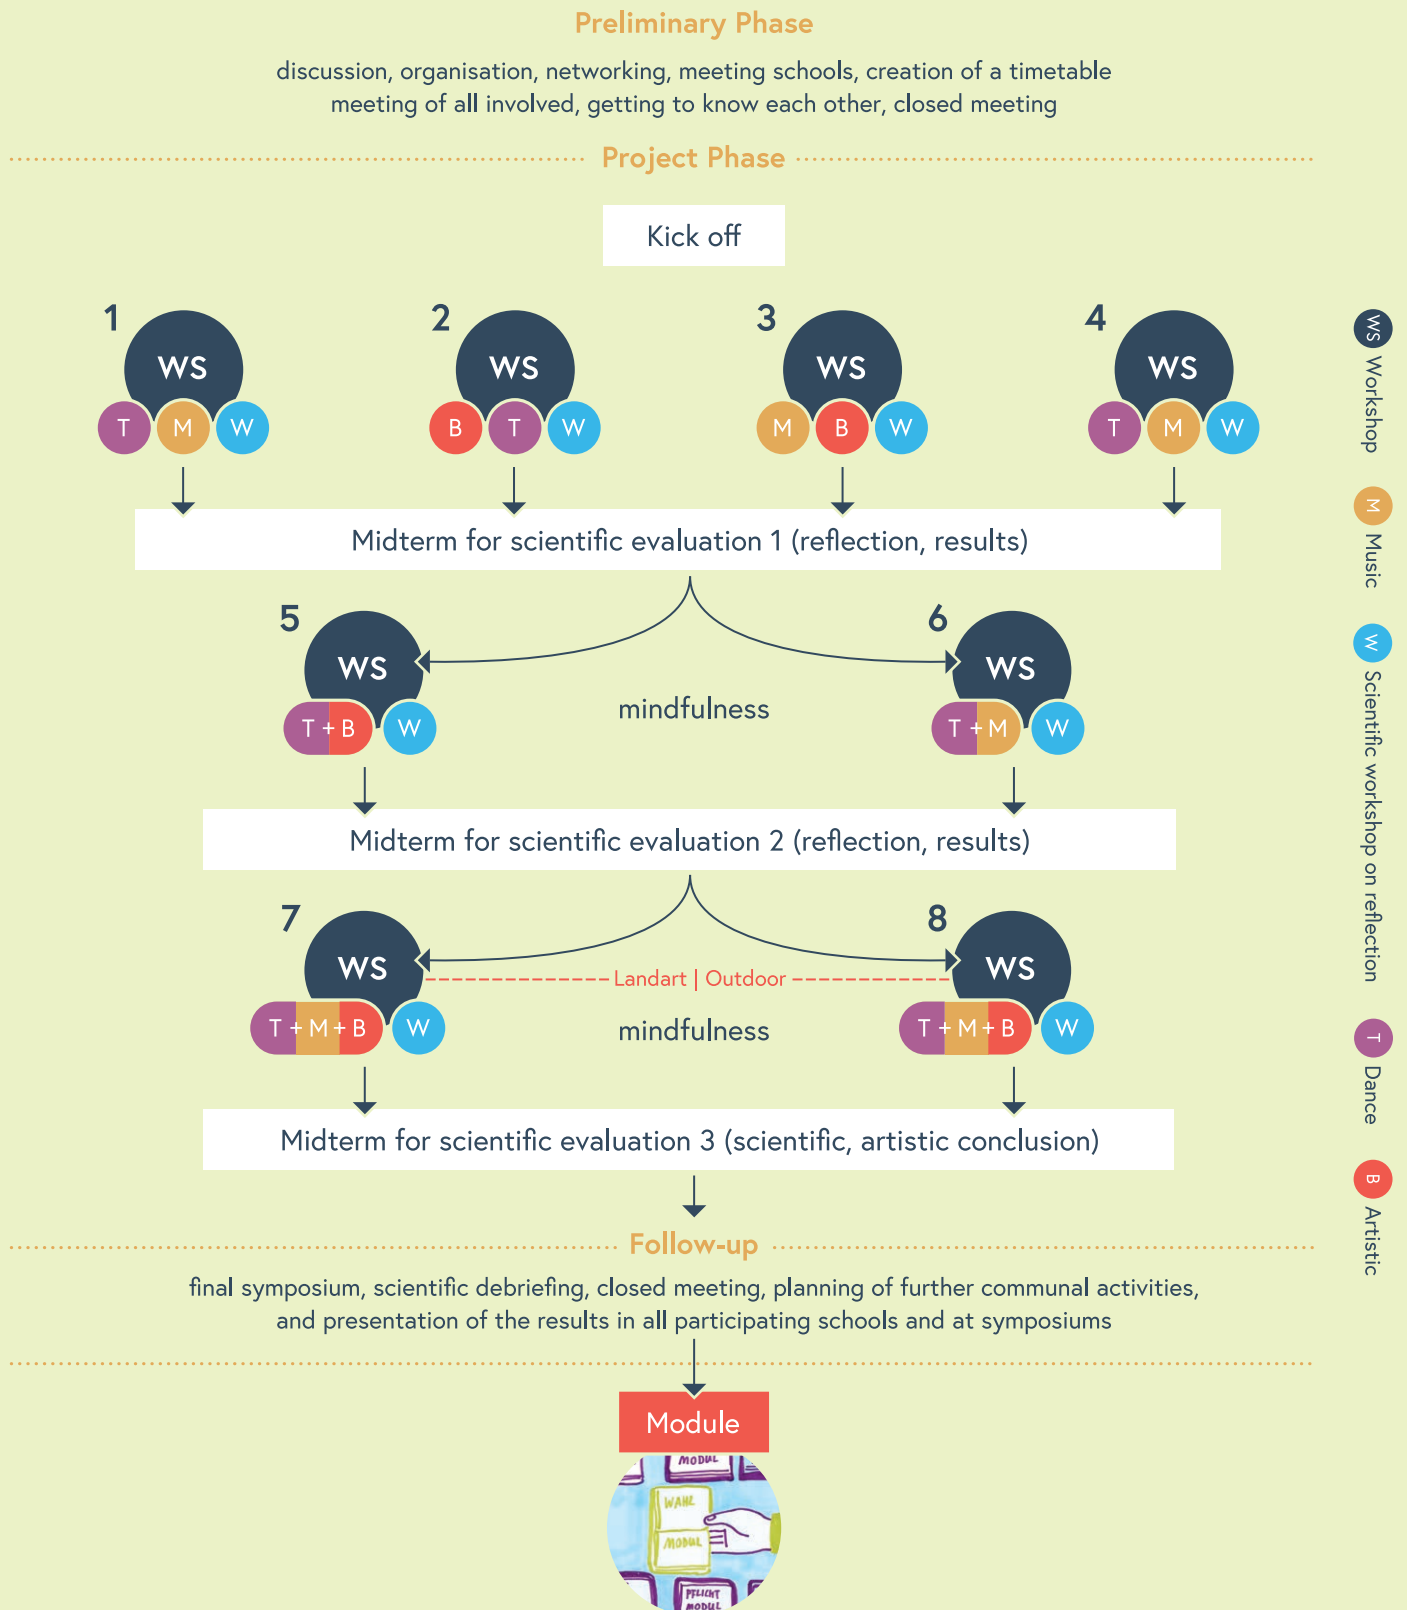 Preliminary Phase
discussion, organisation, networking, meeting schools, creation of a timetable
meeting of all involved, getting to know each other, closed meeting
Project Phase
Kick off
1
WS
T M W
2
WS
B T W
3
WS
M B W
4
WS
T M W
Midterm for scientific evaluation 1 (reflection, results)
5
WS
T + B W
6
WS
T + M W
mindfulness
Midterm for scientific evaluation 2 (reflection, results)
7
WS
T + M + B W
8
WS
T + M + B W
Landart | Outdoor
mindfulness
Midterm for scientific evaluation 3 (scientific, artistic conclusion)
Follow-up
final symposium, scientific debriefing, closed meeting, planning of further communal activities,
and presentation of the results in all participating schools and at symposiums
Module
MODUL
WAHL
MODUL
PFLICHT
MODUL
WS Workshop
M Music
W Scientific workshop on reflection
T Dance
B Artistic